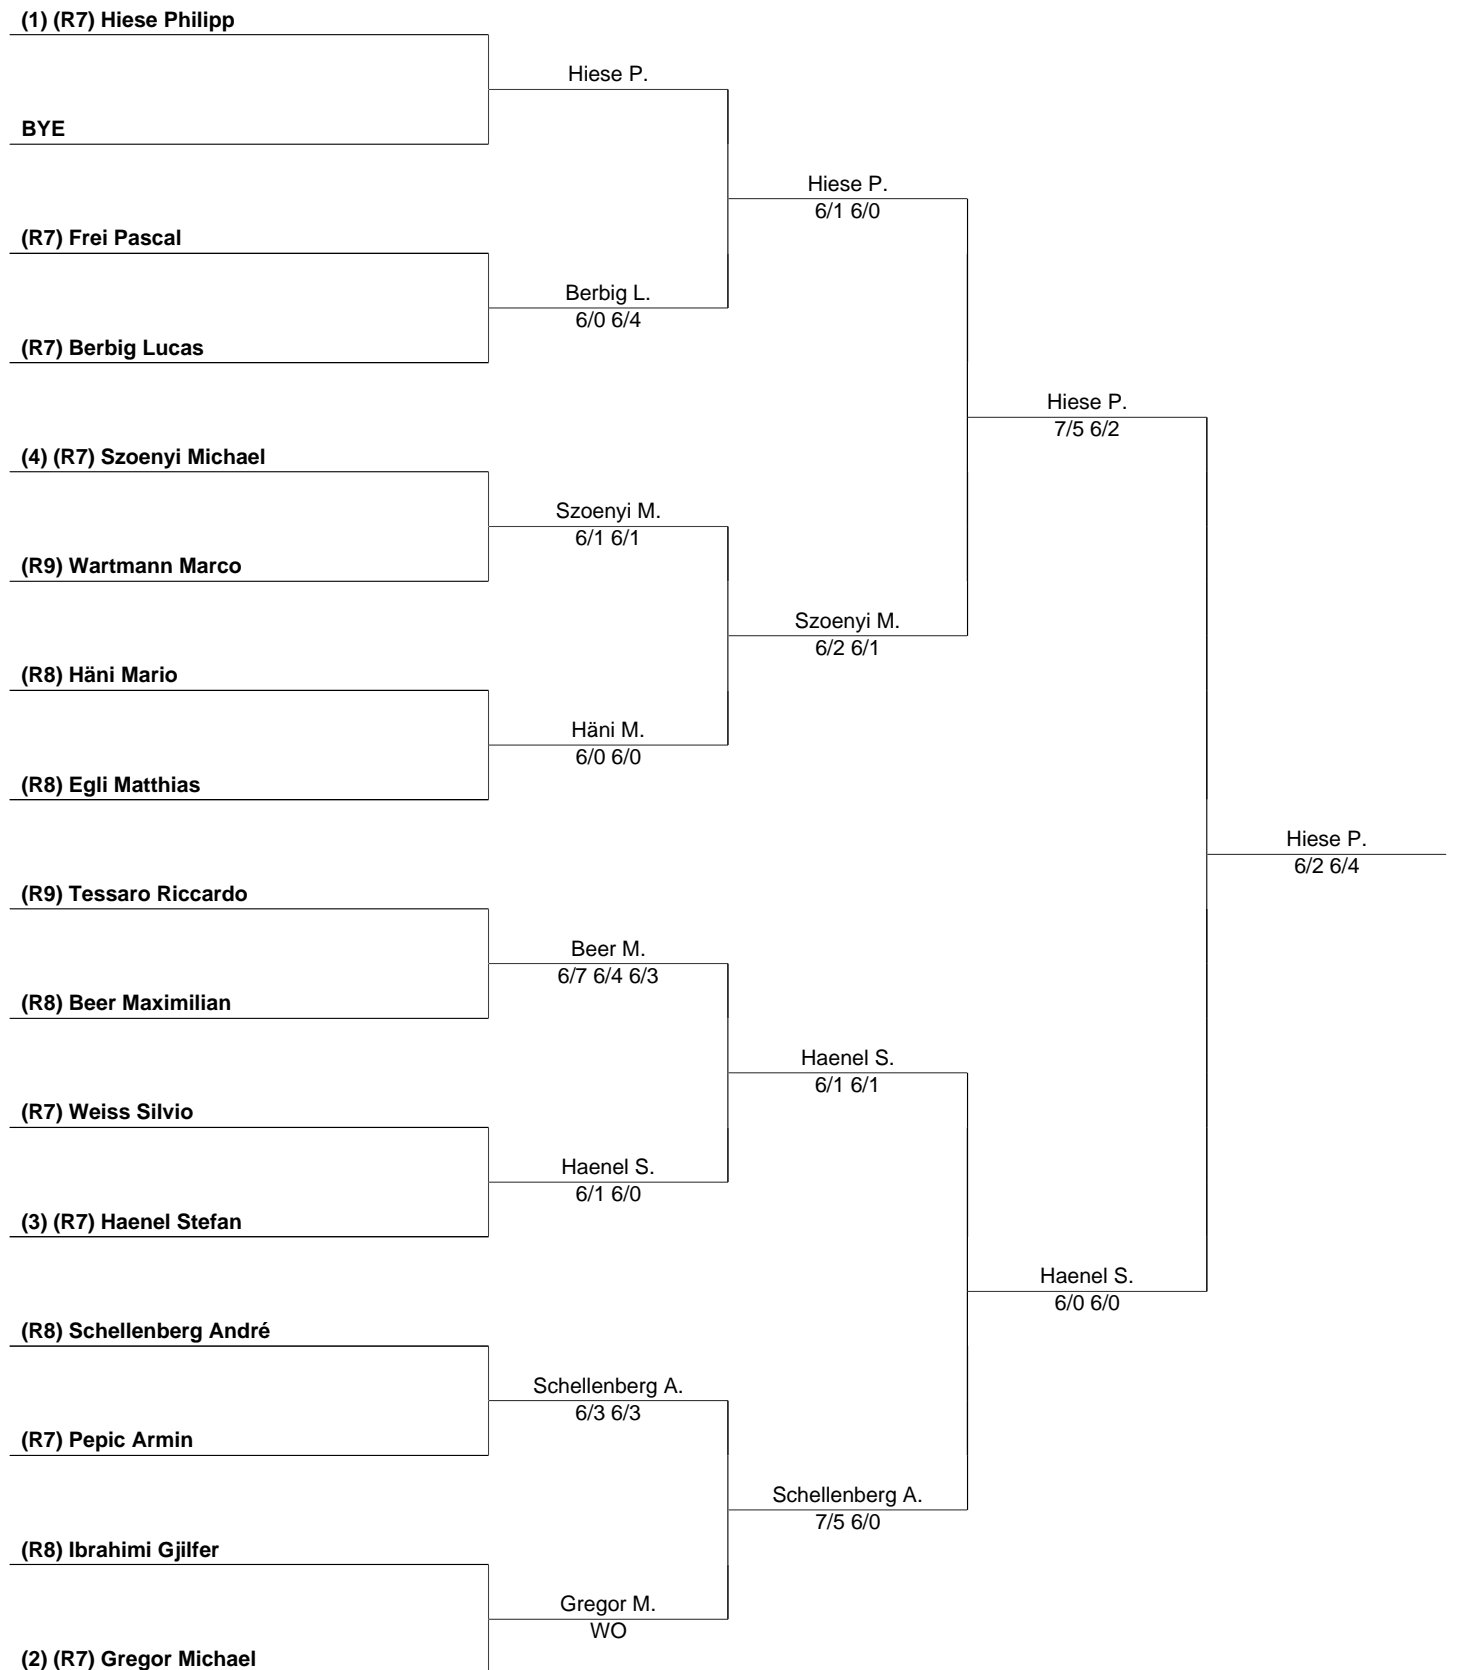 (1) (R7) Hiese Philipp
Hiese P.
BYE
Hiese P.
6/1 6/0
(R7) Frei Pascal
Berbig L.
6/0 6/4
(R7) Berbig Lucas
Hiese P.
7/5 6/2
(4) (R7) Szoenyi Michael
Szoenyi M.
6/1 6/1
(R9) Wartmann Marco
Szoenyi M.
6/2 6/1
(R8) Häni Mario
Häni M.
6/0 6/0
(R8) Egli Matthias
Hiese P.
6/2 6/4
(R9) Tessaro Riccardo
Beer M.
6/7 6/4 6/3
(R8) Beer Maximilian
Haenel S.
6/1 6/1
(R7) Weiss Silvio
Haenel S.
6/1 6/0
(3) (R7) Haenel Stefan
Haenel S.
6/0 6/0
(R8) Schellenberg André
Schellenberg A.
6/3 6/3
(R7) Pepic Armin
Schellenberg A.
7/5 6/0
(R8) Ibrahimi Gjilfer
Gregor M.
WO
(2) (R7) Gregor Michael